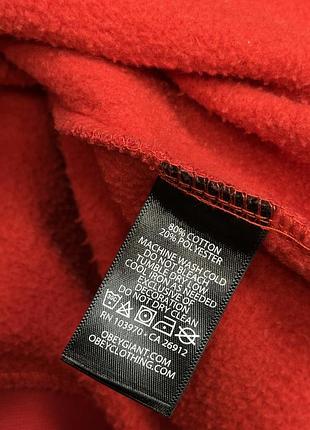 80% COTTON
20% POLYESTER
MACHINE WASH COLD
DO NOT BLEACH
TUMBLE DRY LOW
COOL IRON AS NEEDED
EXCLUSIVE OF
DECORATION
DO NOT DRY CLEAN
RN 103970 - CA 26912
OBEYGIANT.COM
OBEYCLOTHING.COM